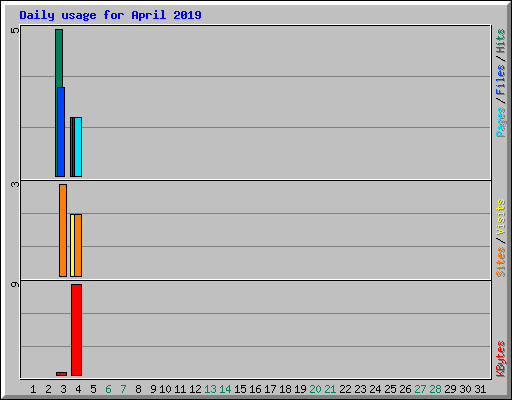 Daily usage for April 2019
5
Pages / Files / Hits
3
Sites / Visits
9
KBytes
1 2 3 4 5 6 7 8 9 10 11 12 13 14 15 16 17 18 19 20 21 22 23 24 25 26 27 28 29 30 31